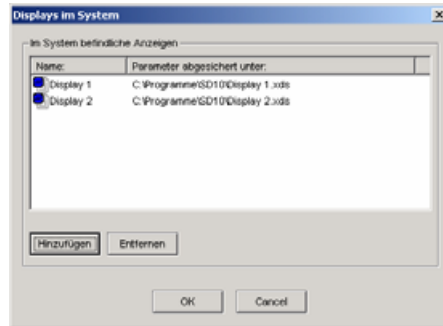 Displays im System
Im System befindliche Anzeigen
Name: Parameter abgesichert unter:
Display 1 C:\Programme\SD10\Display 1.xds
Display 2 C:\Programme\SD10\Display 2.xds
Hinzufügen Entfernen
OK Cancel